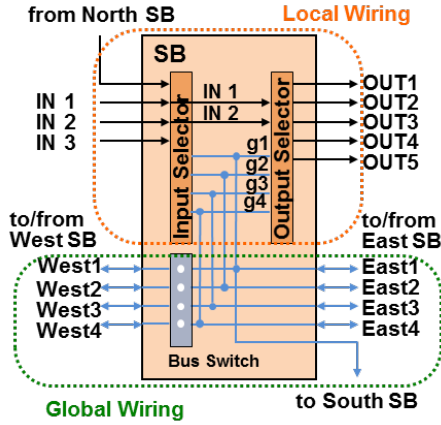 from North SB
Local Wiring
SB
IN 1
IN 2
IN 3
Input Selector
IN 1
IN 2
g1
g2
g3
g4
Output Selector
OUT1
OUT2
OUT3
OUT4
OUT5
to/from
West SB
to/from
East SB
West1
West2
West3
West4
East1
East2
East3
East4
Bus Switch
to South SB
Global Wiring